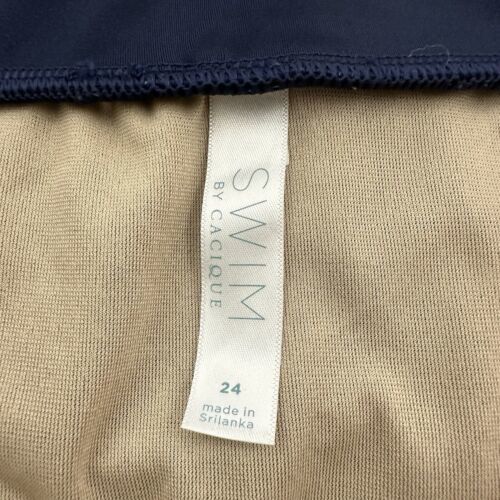 SWIM
BY CACIQUE
24
made in
Srilanka